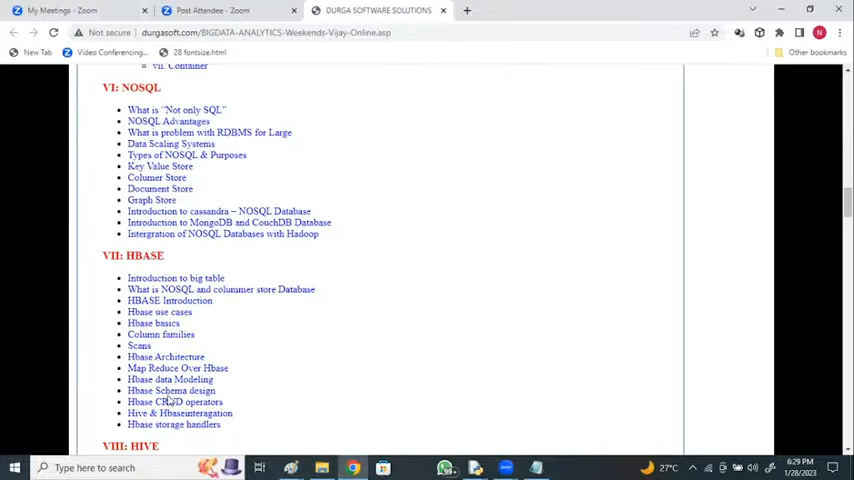 My Meetings - Zoom
Post Attendee - Zoom
DURGA SOFTWARE SOLUTIONS
Not secure
durgasoft.com/BIGDATA-ANALYTICS-Weekends-Vijay-Online.asp
N
New Tab
Video Conferencing,...
28 fontsize.html
Other bookmarks
vii. Container
VI: NOSQL
What is “Not only SQL”
NOSQL Advantages
What is problem with RDBMS for Large
Data Scaling Systems
Types of NOSQL & Purposes
Key Value Store
Columer Store
Document Store
Graph Store
Introduction to cassandra – NOSQL Database
Introduction to MongoDB and CouchDB Database
Intergration of NOSQL Databases with Hadoop
VII: HBASE
Introduction to big table
What is NOSQL and colummer store Database
HBASE Introduction
Hbase use cases
Hbase basics
Column families
Scans
Hbase Architecture
Map Reduce Over Hbase
Hbase data Modeling
Hbase Schema design
Hbase CRUD operators
Hive & Hbaseinteragation
Hbase storage handlers
VIII: HIVE
Type here to search
99+
27°C
6:29 PM
1/28/2023